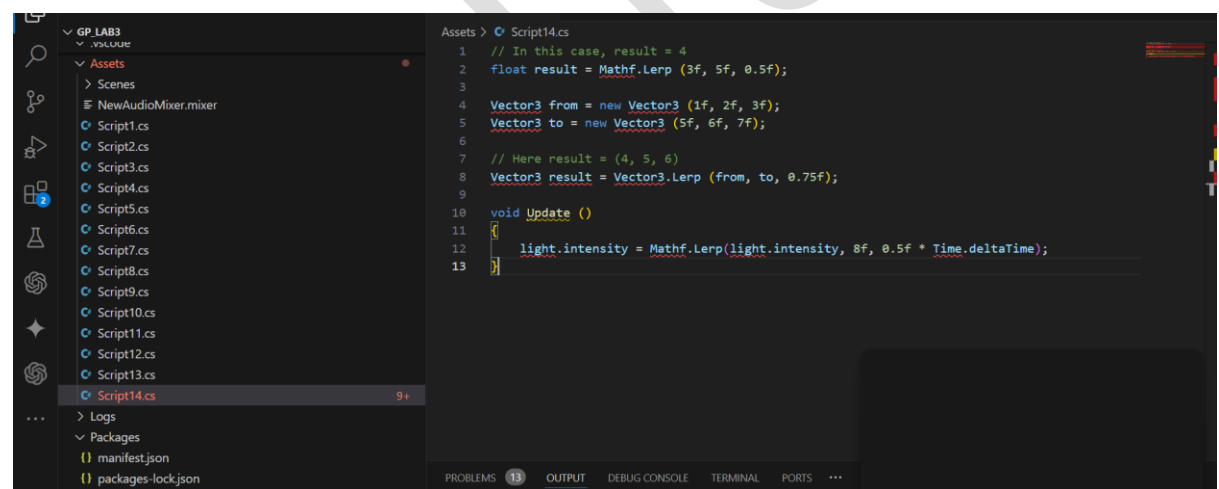 GP_LAB3
.vscode
Assets
Scenes
NewAudioMixer.mixer
Script1.cs
Script2.cs
Script3.cs
Script4.cs
Script5.cs
Script6.cs
Script7.cs
Script8.cs
Script9.cs
Script10.cs
Script11.cs
Script12.cs
Script13.cs
Script14.cs 9+
Logs
Packages
{} manifest.json
{} packages-lock.json
2
Assets > Script14.cs
1 // In this case, result = 4
2 float result = Mathf.Lerp (3f, 5f, 0.5f);
3
4 Vector3 from = new Vector3 (1f, 2f, 3f);
5 Vector3 to = new Vector3 (5f, 6f, 7f);
6
7 // Here result = (4, 5, 6)
8 Vector3 result = Vector3.Lerp (from, to, 0.75f);
9
10 void Update ()
11 {
12 light.intensity = Mathf.Lerp(light.intensity, 8f, 0.5f * Time.deltaTime);
13 }
PROBLEMS 13 OUTPUT DEBUG CONSOLE TERMINAL PORTS ...